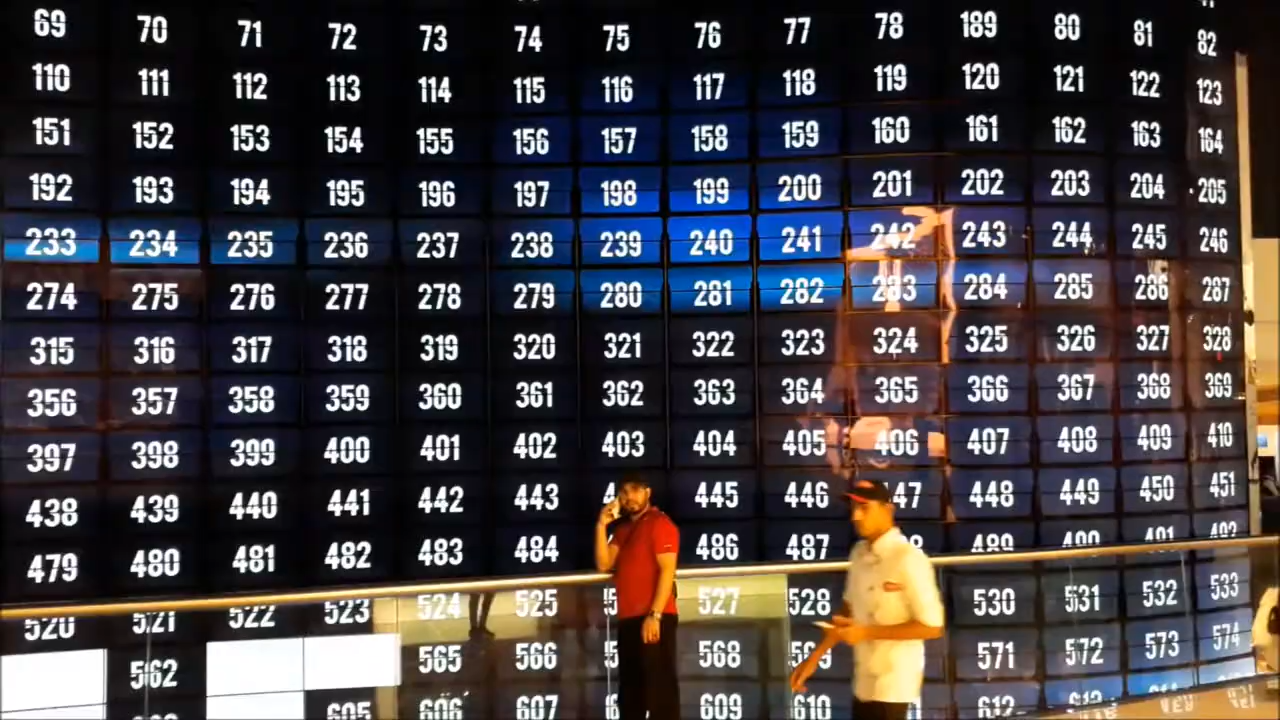 69 70 71 72 73 74 75 76 77 78 189 80 81 82
110 111 112 113 114 115 116 117 118 119 120 121 122 123
151 152 153 154 155 156 157 158 159 160 161 162 163 164
192 193 194 195 196 197 198 199 200 201 202 203 204 205
233 234 235 236 237 238 239 240 241 242 243 244 245 246
274 275 276 277 278 279 280 281 282 283 284 285 286 287
315 316 317 318 319 320 321 322 323 324 325 326 327 328
356 357 358 359 360 361 362 363 364 365 366 367 368 369
397 398 399 400 401 402 403 404 405 406 407 408 409 410
438 439 440 441 442 443 445 446 448 449 450 451
479 480 481 482 483 484 486 487 489 490 491 492
520 521 522 523 524 525 527 528 530 531 532 533
562 565 566 568 569 571 572 573 574
605 606 607 609 610 612 613